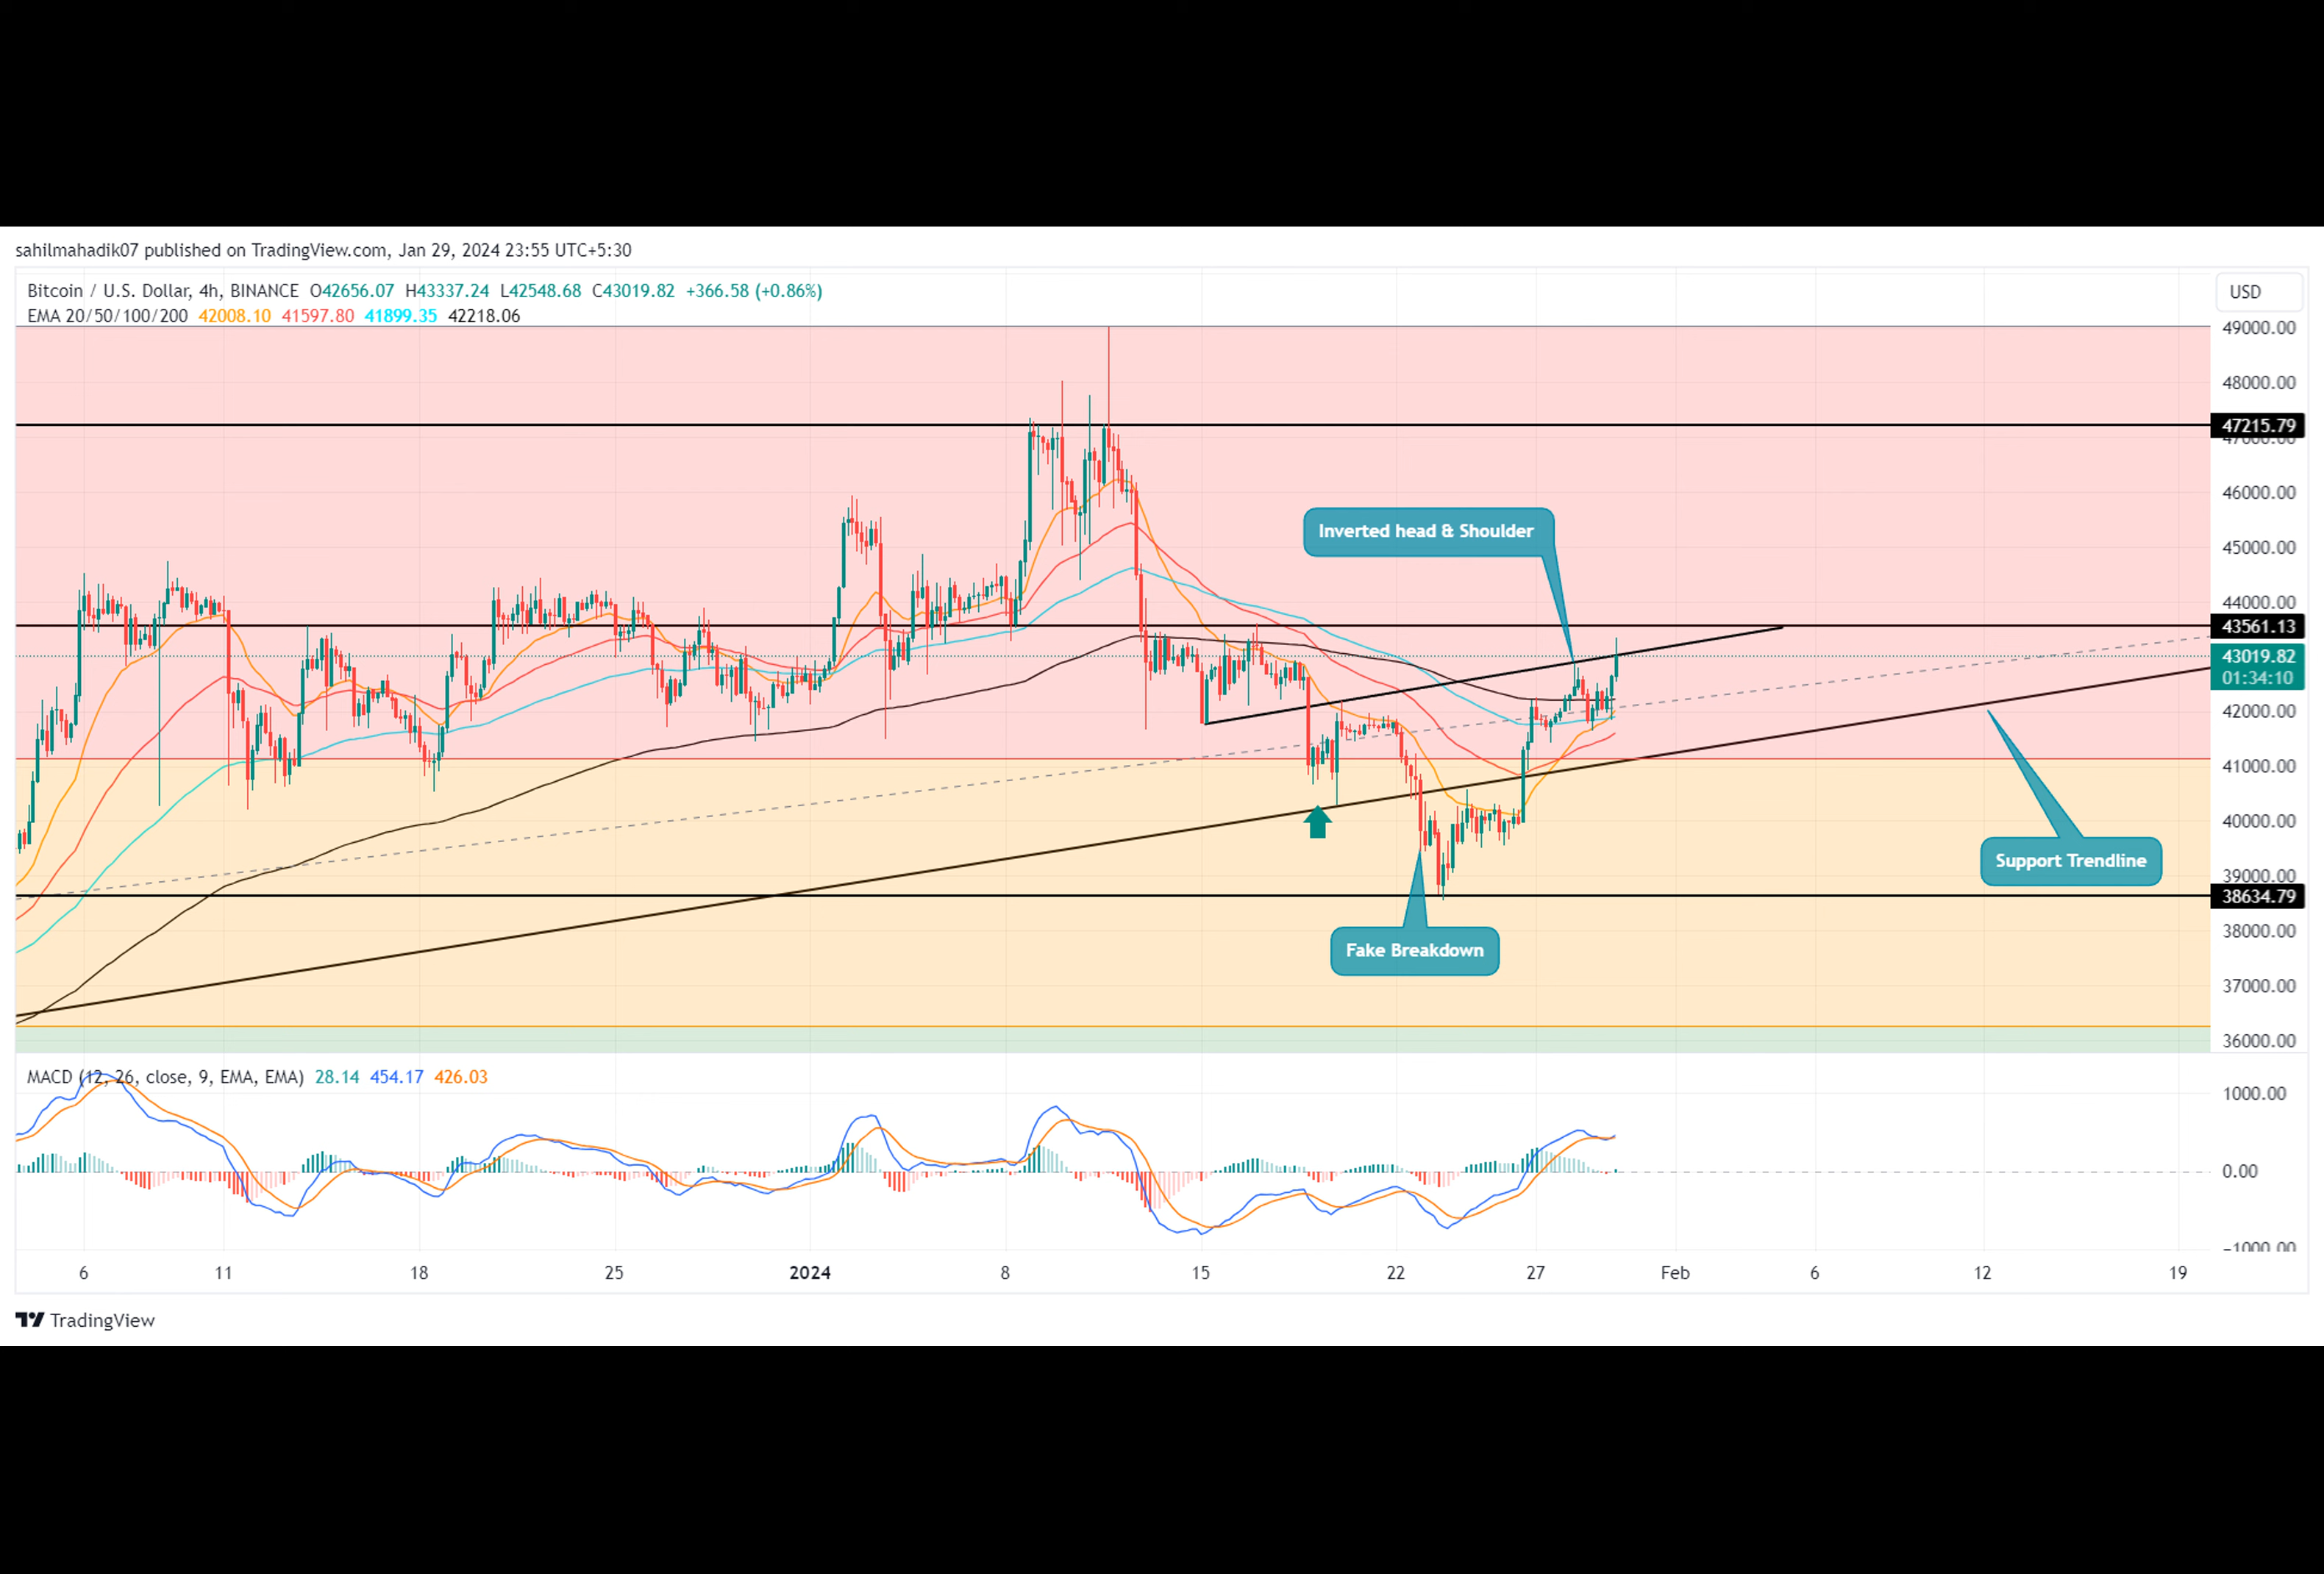 sahilmahadik07 published on TradingView.com, Jan 29, 2024 23:55 UTC+5:30
Bitcoin / U.S. Dollar, 4h, BINANCE O42656.07 H43337.24 L42548.68 C43019.82 +366.58 (+0.86%)
USD
EMA 20/50/100/200 42008.10 41597.80 41899.35 42218.06
49000.00
48000.00
47215.79
47000.00
46000.00
Inverted head & Shoulder
45000.00
44000.00
43561.13
43019.82
01:34:10
42000.00
41000.00
40000.00
Support Trendline
39000.00
38634.79
Fake Breakdown
38000.00
37000.00
36000.00
MACD (12, 26, close, 9, EMA, EMA) 28.14 454.17 426.03
1000.00
0.00
-1000.00
6 11 18 25 2024 8 15 22 27 Feb 6 12 19
TradingView